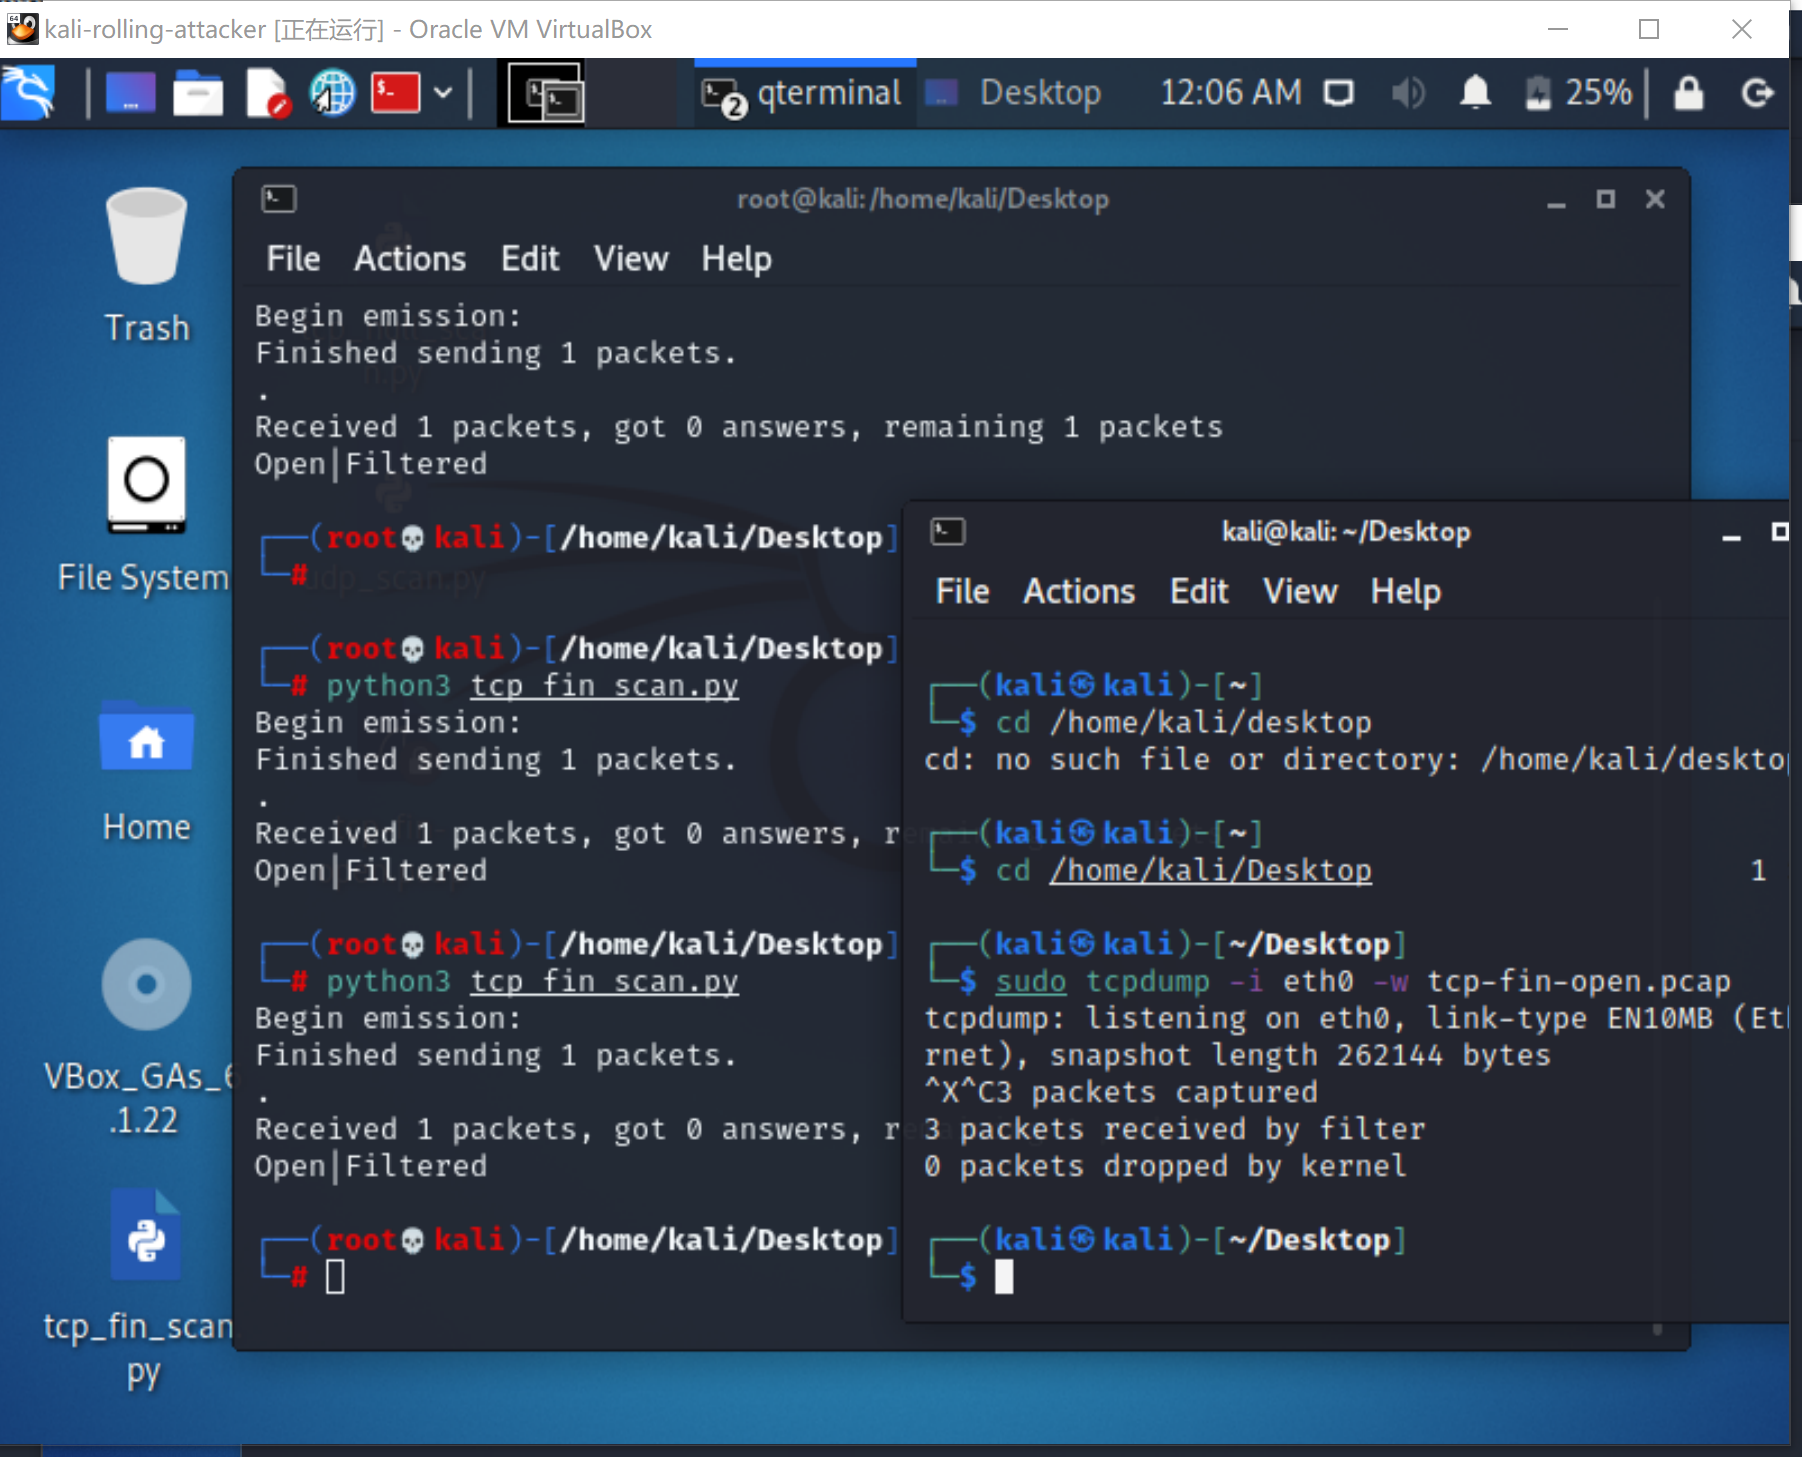 kali-rolling-attacker [正在运行] - Oracle VM VirtualBox
2 qterminal Desktop 12:06 AM 25%
Trash
File System
Home
VBox_GAs_6
.1.22
tcp_fin_scan
py
root@kali:/home/kali/Desktop
File Actions Edit View Help
Begin emission:
Finished sending 1 packets.
.
Received 1 packets, got 0 answers, remaining 1 packets
Open|Filtered
(root💀kali)-[/home/kali/Desktop]
#
(root💀kali)-[/home/kali/Desktop]
# python3 tcp_fin_scan.py
Begin emission:
Finished sending 1 packets.
.
Received 1 packets, got 0 answers, r
Open|Filtered
(root💀kali)-[/home/kali/Desktop]
# python3 tcp_fin_scan.py
Begin emission:
Finished sending 1 packets.
.
Received 1 packets, got 0 answers, r
Open|Filtered
(root💀kali)-[/home/kali/Desktop]
#
kali@kali: ~/Desktop
File Actions Edit View Help
(kali㉿kali)-[~]
$ cd /home/kali/desktop
cd: no such file or directory: /home/kali/deskto
(kali㉿kali)-[~]
$ cd /home/kali/Desktop 1
(kali㉿kali)-[~/Desktop]
$ sudo tcpdump -i eth0 -w tcp-fin-open.pcap
tcpdump: listening on eth0, link-type EN10MB (Et
rnet), snapshot length 262144 bytes
^X^C3 packets captured
3 packets received by filter
0 packets dropped by kernel
(kali㉿kali)-[~/Desktop]
$